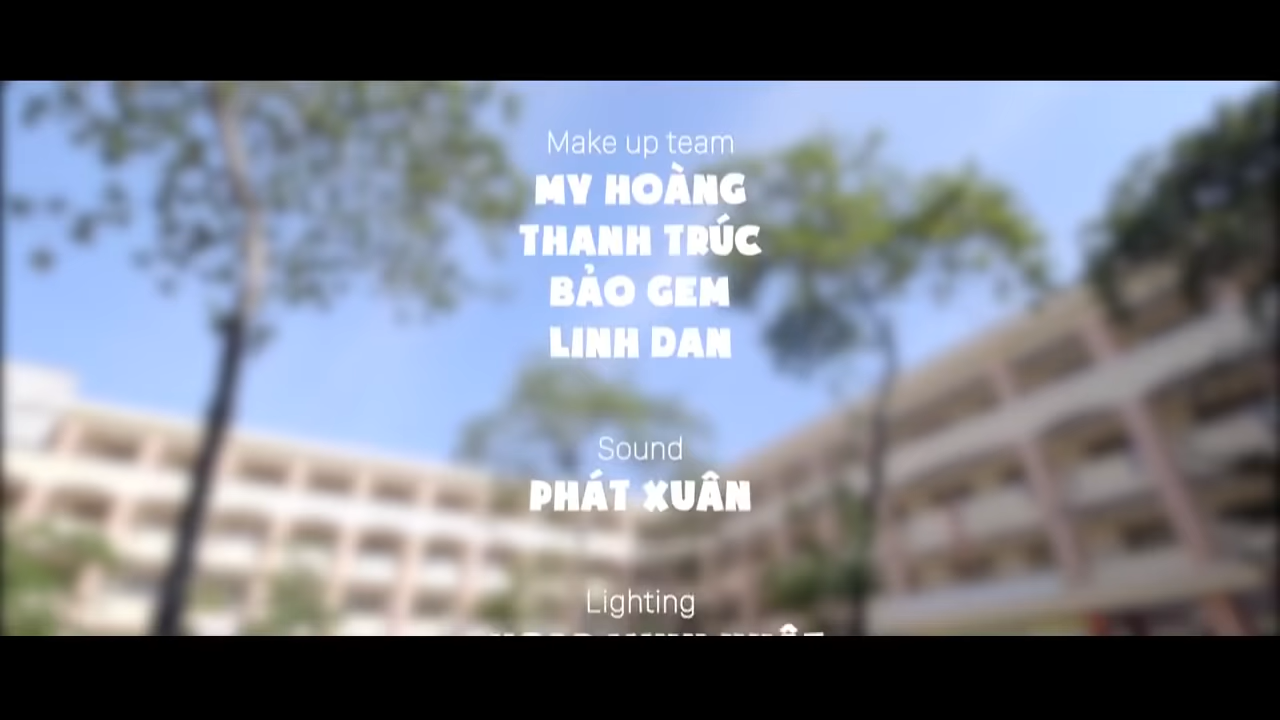 Make up team
MY HOÀNG
THANH TRÚC
BẢO GEM
LINH DAN
Sound
PHÁT XUÂN
Lighting